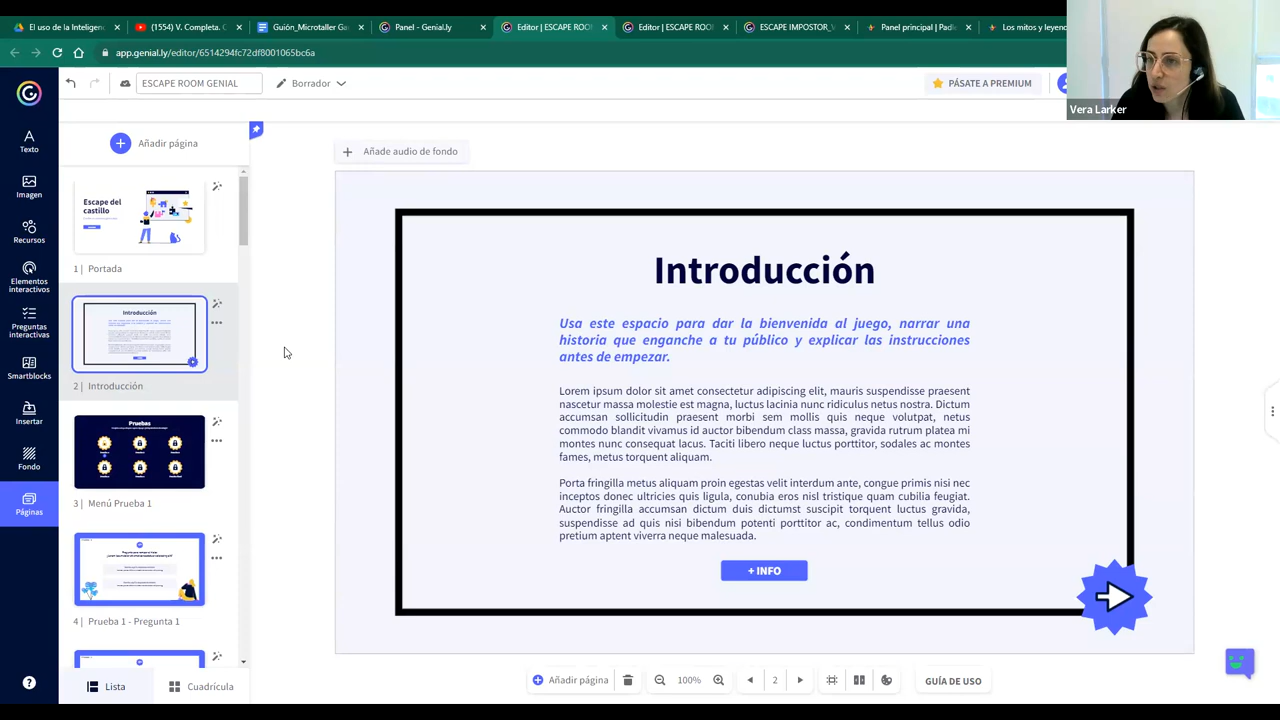 El uso de la Inteligenc
(1554) V. Completa. C
Guión_Microtaller Ga
Panel - Genial.ly
Editor | ESCAPE ROO
Editor | ESCAPE ROO
ESCAPE IMPOSTOR_V
Panel principal | Padl
Los mitos y leyend
app.genial.ly/editor/6514294fc72df8001065bc6a
ESCAPE ROOM GENIAL
Borrador
PÁSATE A PREMIUM
Vera Larker
Texto
Imagen
Recursos
Elementos
interactivos
Preguntas
interactivas
Smartblocks
Insertar
Fondo
Páginas
Añadir página
Escape del
castillo
1 | Portada
Introducción
2 | Introducción
Pruebas
3 | Menú Prueba 1
4 | Prueba 1 - Pregunta 1
Lista
Cuadrícula
Añade audio de fondo
Introducción
Usa este espacio para dar la bienvenida al juego, narrar una
historia que enganche a tu público y explicar las instrucciones
antes de empezar.
Lorem ipsum dolor sit amet consectetur adipiscing elit, mauris suspendisse praesent
nascetur massa molestie est magna, luctus lacinia nunc ridiculus netus nostra. Dictum
accumsan sollicitudin praesent morbi sem mollis quis neque volutpat, netus
commodo blandit vivamus id auctor bibendum class massa, gravida rutrum platea mi
montes nunc consequat lacus. Taciti libero neque luctus porttitor, sodales ac montes
fames, metus torquent aliquam.
Porta fringilla metus aliquam proin egestas velit interdum ante, congue primis nisi nec
inceptos donec ultricies quis ligula, conubia eros nisl tristique quam cubilia feugiat.
Auctor fringilla accumsan dictum duis dictumst suscipit torquent luctus gravida,
suspendisse ad quis nisi bibendum potenti porttitor ac, condimentum tellus odio
pretium aptent viverra neque malesuada.
+ INFO
Añadir página
100%
2
GUÍA DE USO